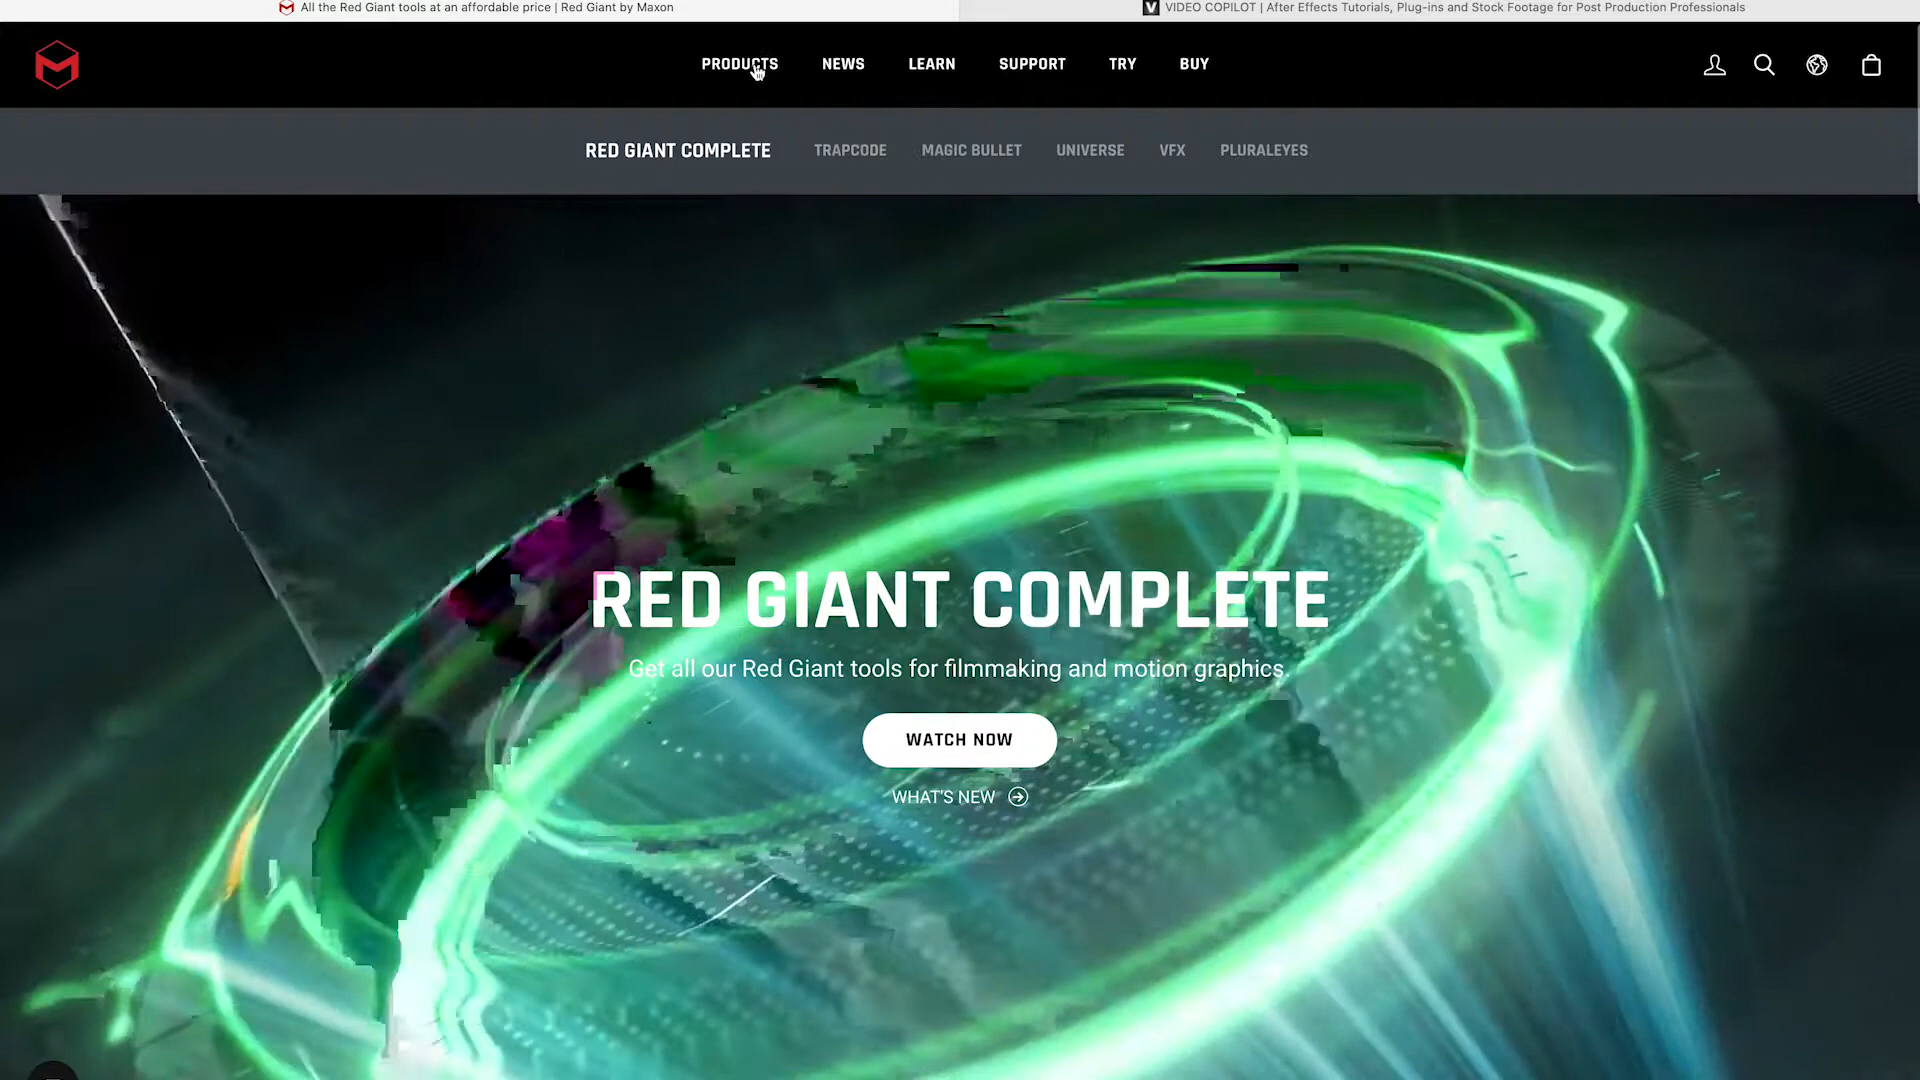 All the Red Giant tools at an affordable price | Red Giant by Maxon
VIDEO COPILOT | After Effects Tutorials, Plug-ins and Stock Footage for Post Production Professionals
PRODUCTS NEWS LEARN SUPPORT TRY BUY
RED GIANT COMPLETE TRAPCODE MAGIC BULLET UNIVERSE VFX PLURALEYES
RED GIANT COMPLETE
Get all our Red Giant tools for filmmaking and motion graphics.
WATCH NOW
WHAT'S NEW